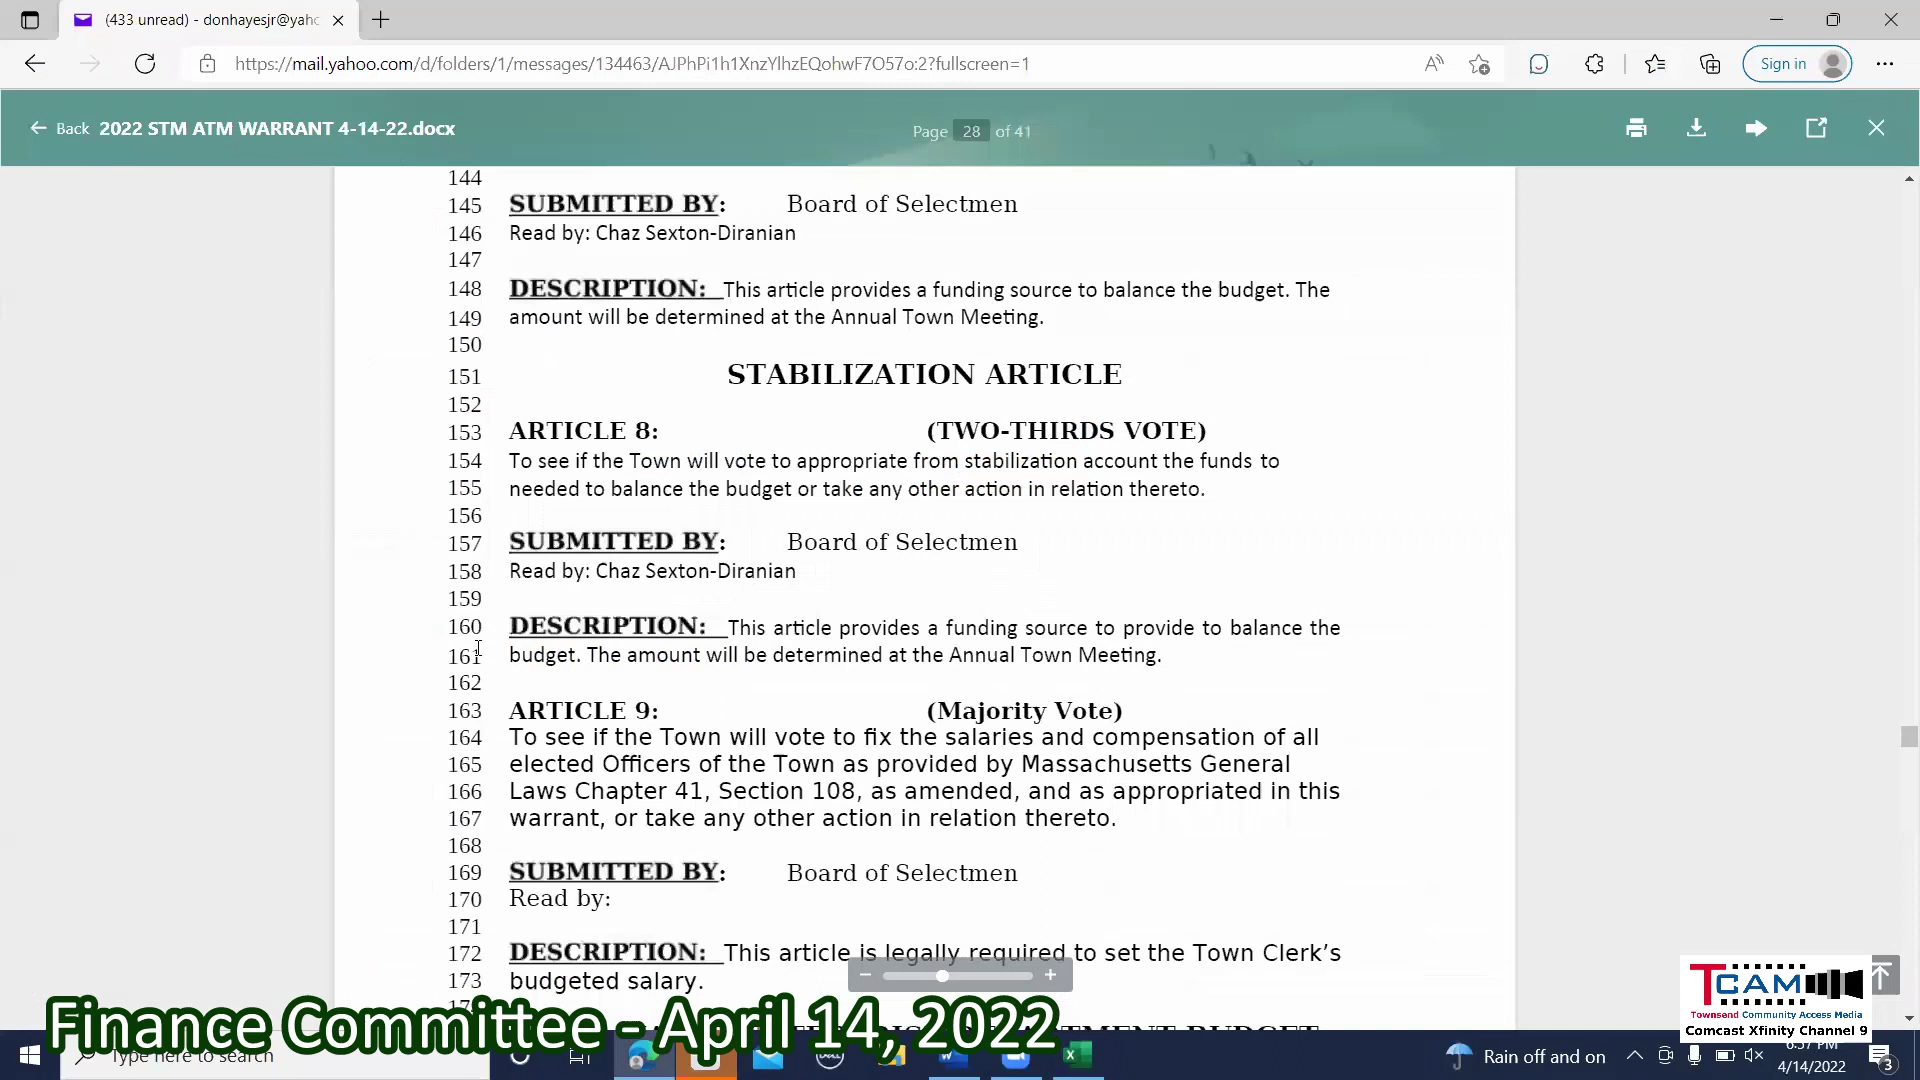 (433 unread) - donhayesjr@yaho
https://mail.yahoo.com/d/folders/1/messages/134463/AJPhPi1h1XnzYlhzEQohwF7O57o:2?fullscreen=1
Sign in
Back 2022 STM ATM WARRANT 4-14-22.docx
Page 28 of 41
144
145 SUBMITTED BY: Board of Selectmen
146 Read by: Chaz Sexton-Diranian
147
148 DESCRIPTION: This article provides a funding source to balance the budget. The
149 amount will be determined at the Annual Town Meeting.
150
151 STABILIZATION ARTICLE
152
153 ARTICLE 8: (TWO-THIRDS VOTE)
154 To see if the Town will vote to appropriate from stabilization account the funds to
155 needed to balance the budget or take any other action in relation thereto.
156
157 SUBMITTED BY: Board of Selectmen
158 Read by: Chaz Sexton-Diranian
159
160 DESCRIPTION: This article provides a funding source to provide to balance the
161 budget. The amount will be determined at the Annual Town Meeting.
162
163 ARTICLE 9: (Majority Vote)
164 To see if the Town will vote to fix the salaries and compensation of all
165 elected Officers of the Town as provided by Massachusetts General
166 Laws Chapter 41, Section 108, as amended, and as appropriated in this
167 warrant, or take any other action in relation thereto.
168
169 SUBMITTED BY: Board of Selectmen
170 Read by:
171
172 DESCRIPTION: This article is legally required to set the Town Clerk's
173 budgeted salary.
TCAM
Townsend Community Access Media
Comcast Xfinity Channel 9
Finance Committee - April 14, 2022
Type here to search
DELL
Rain off and on
6:37 PM
4/14/2022
3